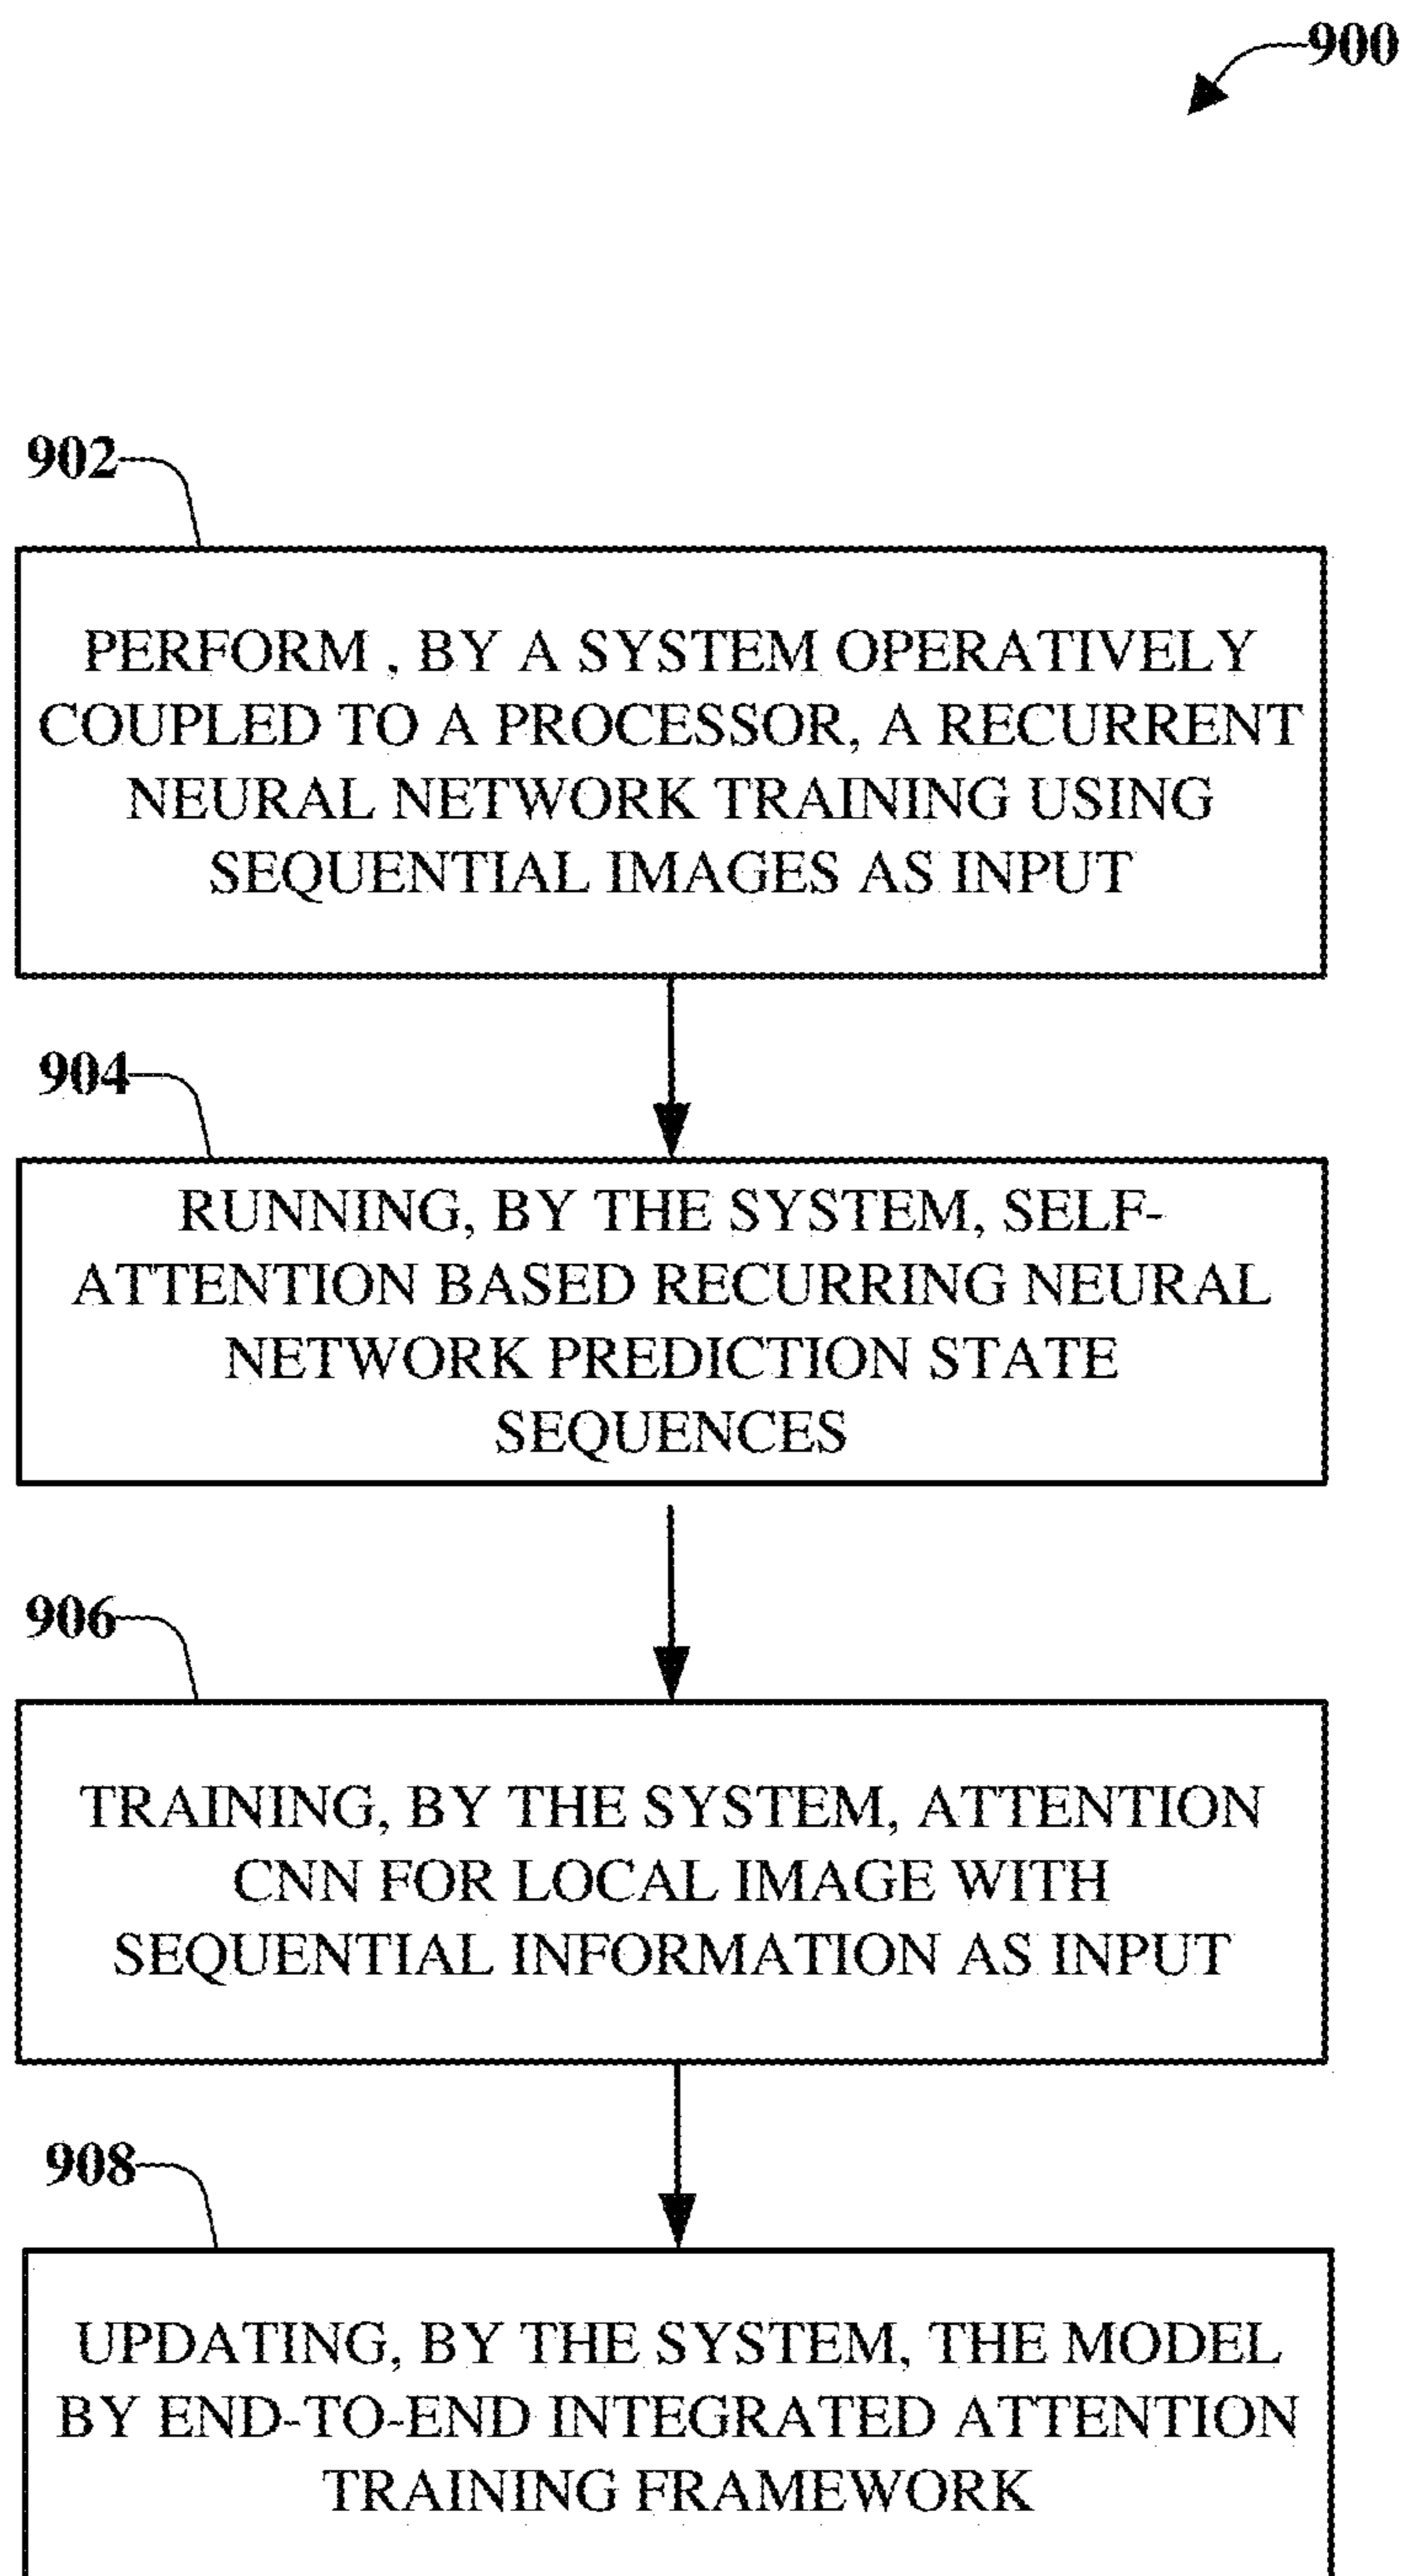 900
902
PERFORM , BY A SYSTEM OPERATIVELY
COUPLED TO A PROCESSOR, A RECURRENT
NEURAL NETWORK TRAINING USING
SEQUENTIAL IMAGES AS INPUT
904
RUNNING, BY THE SYSTEM, SELF-
ATTENTION BASED RECURRING NEURAL
NETWORK PREDICTION STATE
SEQUENCES
906
TRAINING, BY THE SYSTEM, ATTENTION
CNN FOR LOCAL IMAGE WITH
SEQUENTIAL INFORMATION AS INPUT
908
UPDATING, BY THE SYSTEM, THE MODEL
BY END-TO-END INTEGRATED ATTENTION
TRAINING FRAMEWORK